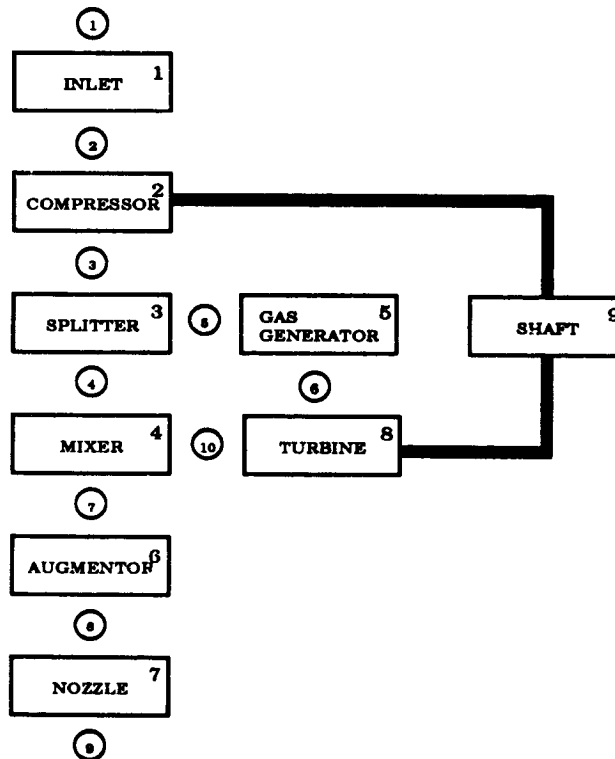 1
INLET 1
2
COMPRESSOR 2
3
SPLITTER 3
5
GAS GENERATOR 5
SHAFT 9
4
6
MIXER 4
10
TURBINE 8
7
AUGMENTOR 6
8
NOZZLE 7
9